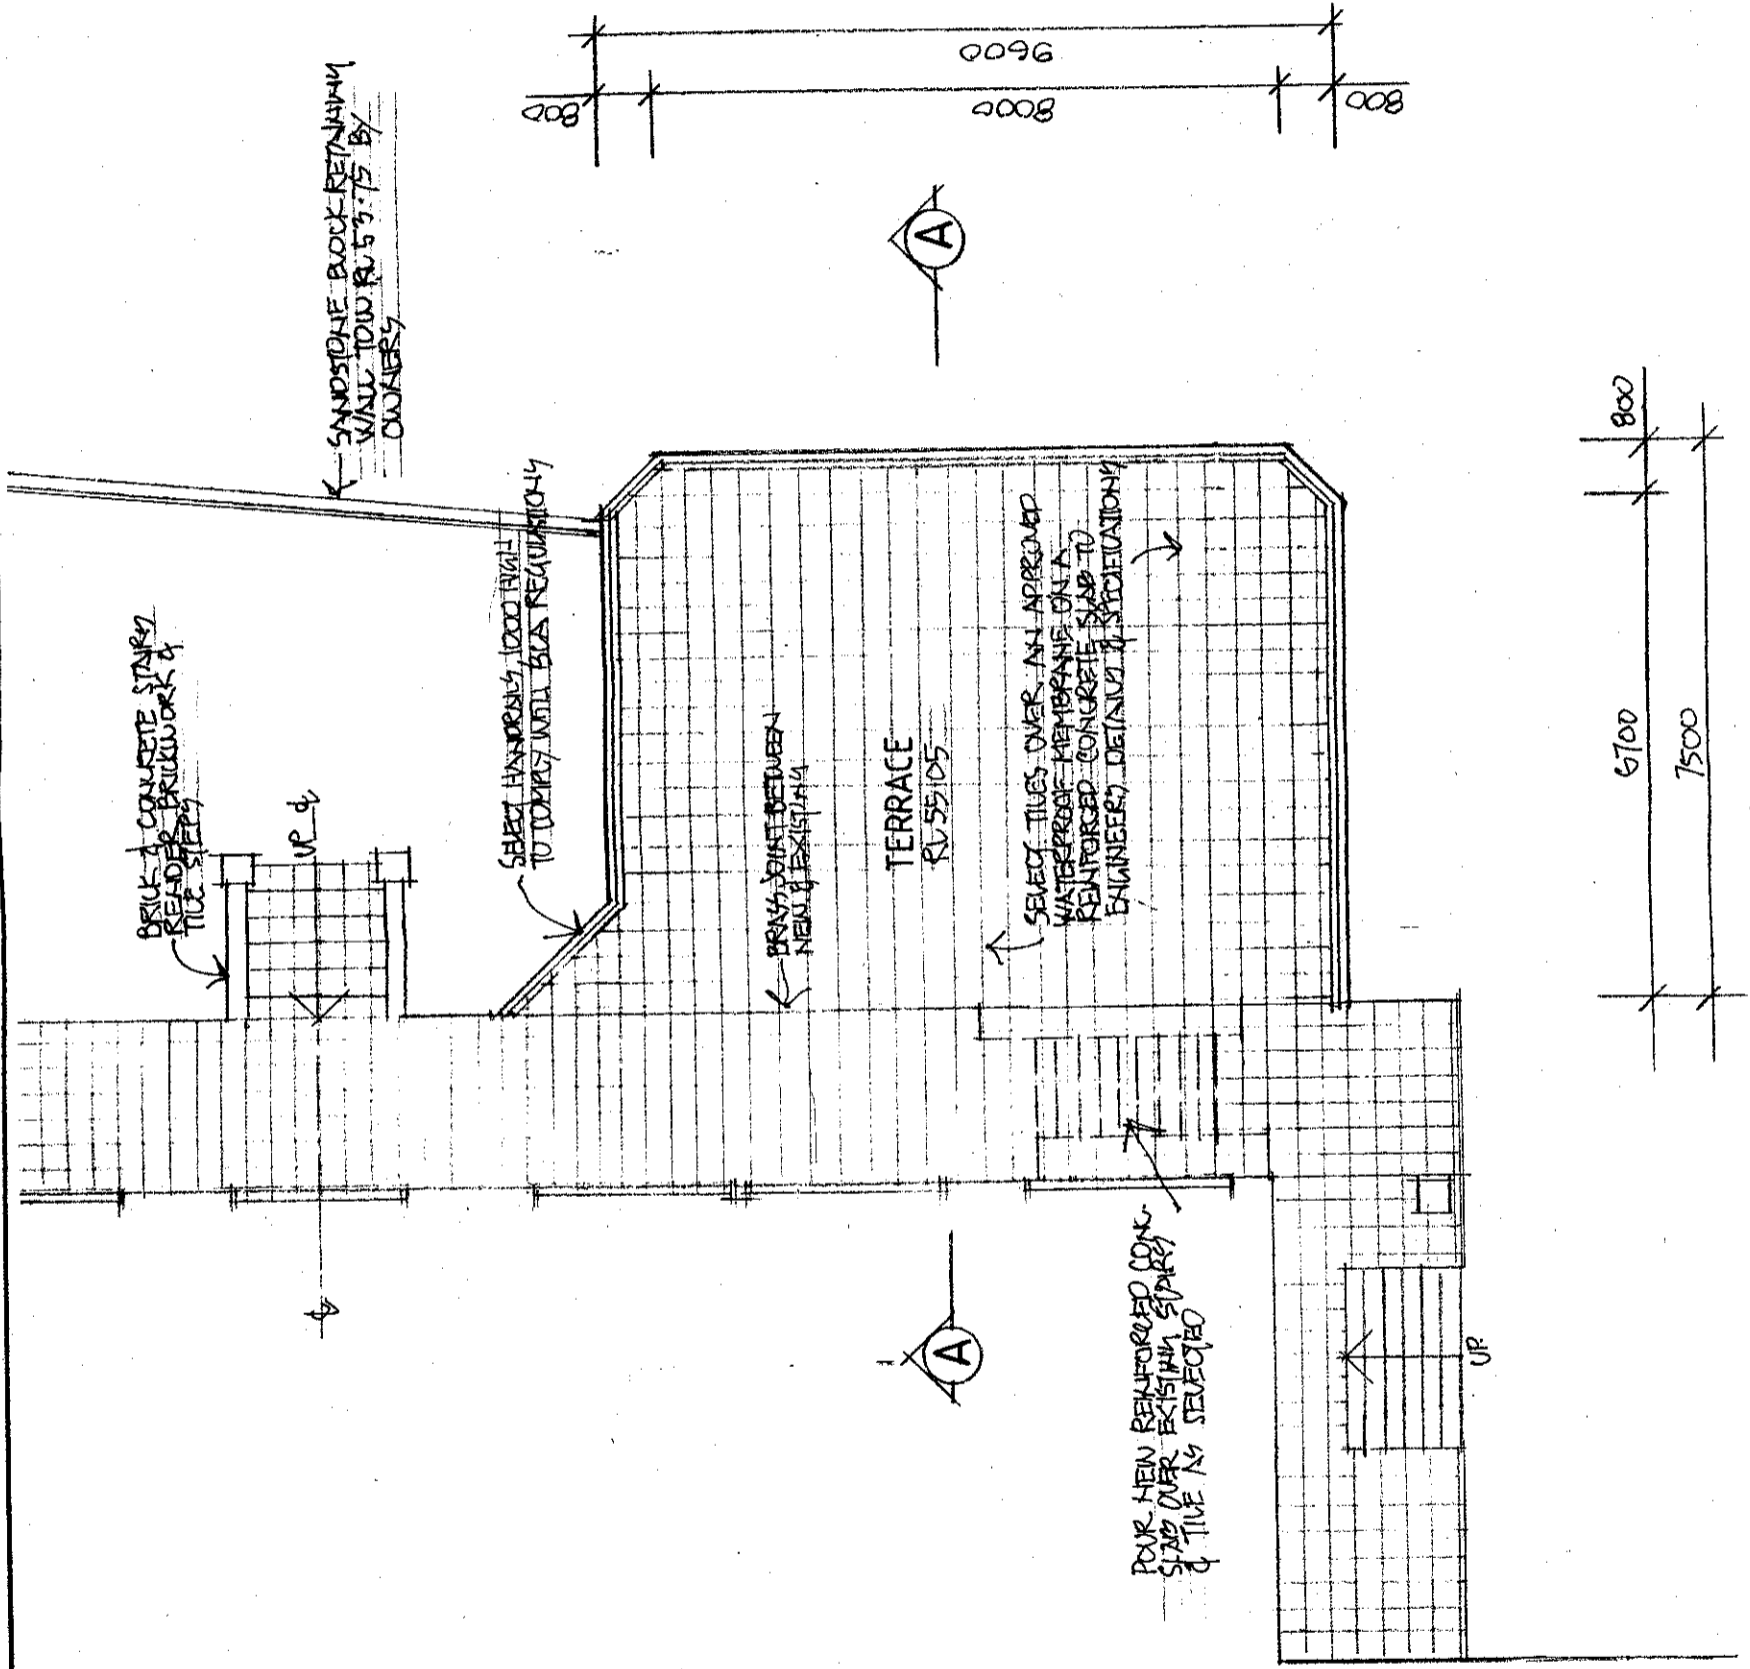 SANDSTONE BLOCK RETAINING
WALL TOW RL 53.75 BY
OWNERS
BRICK & CONCRETE STAIRS
RENDER BRICKWORK &
TILE STEPS
UP
SELECT HANDRAILS, 1000 HIGH
TO COMPLY WITH BCA REGULATIONS
BRASS JOINT BETWEEN
NEW & EXISTING
TERRACE
RL 55.105
SELECT TILES OVER AN APPROVED
WATERPROOF MEMBRANE ON A
REINFORCED CONCRETE SLAB TO
ENGINEERS DETAILS & SPECIFICATIONS
POUR NEW REINFORCED CONC.
SLAB OVER EXISTING STAIRS
& TILE AS SELECTED
UP
A
A
9600
800
8000
800
6700
800
7500